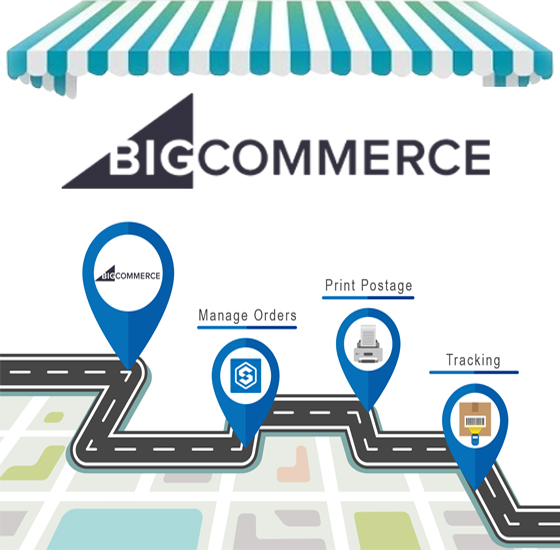 BIGCOMMERCE
BIGCOMMERCE
Print Postage
Manage Orders
Tracking